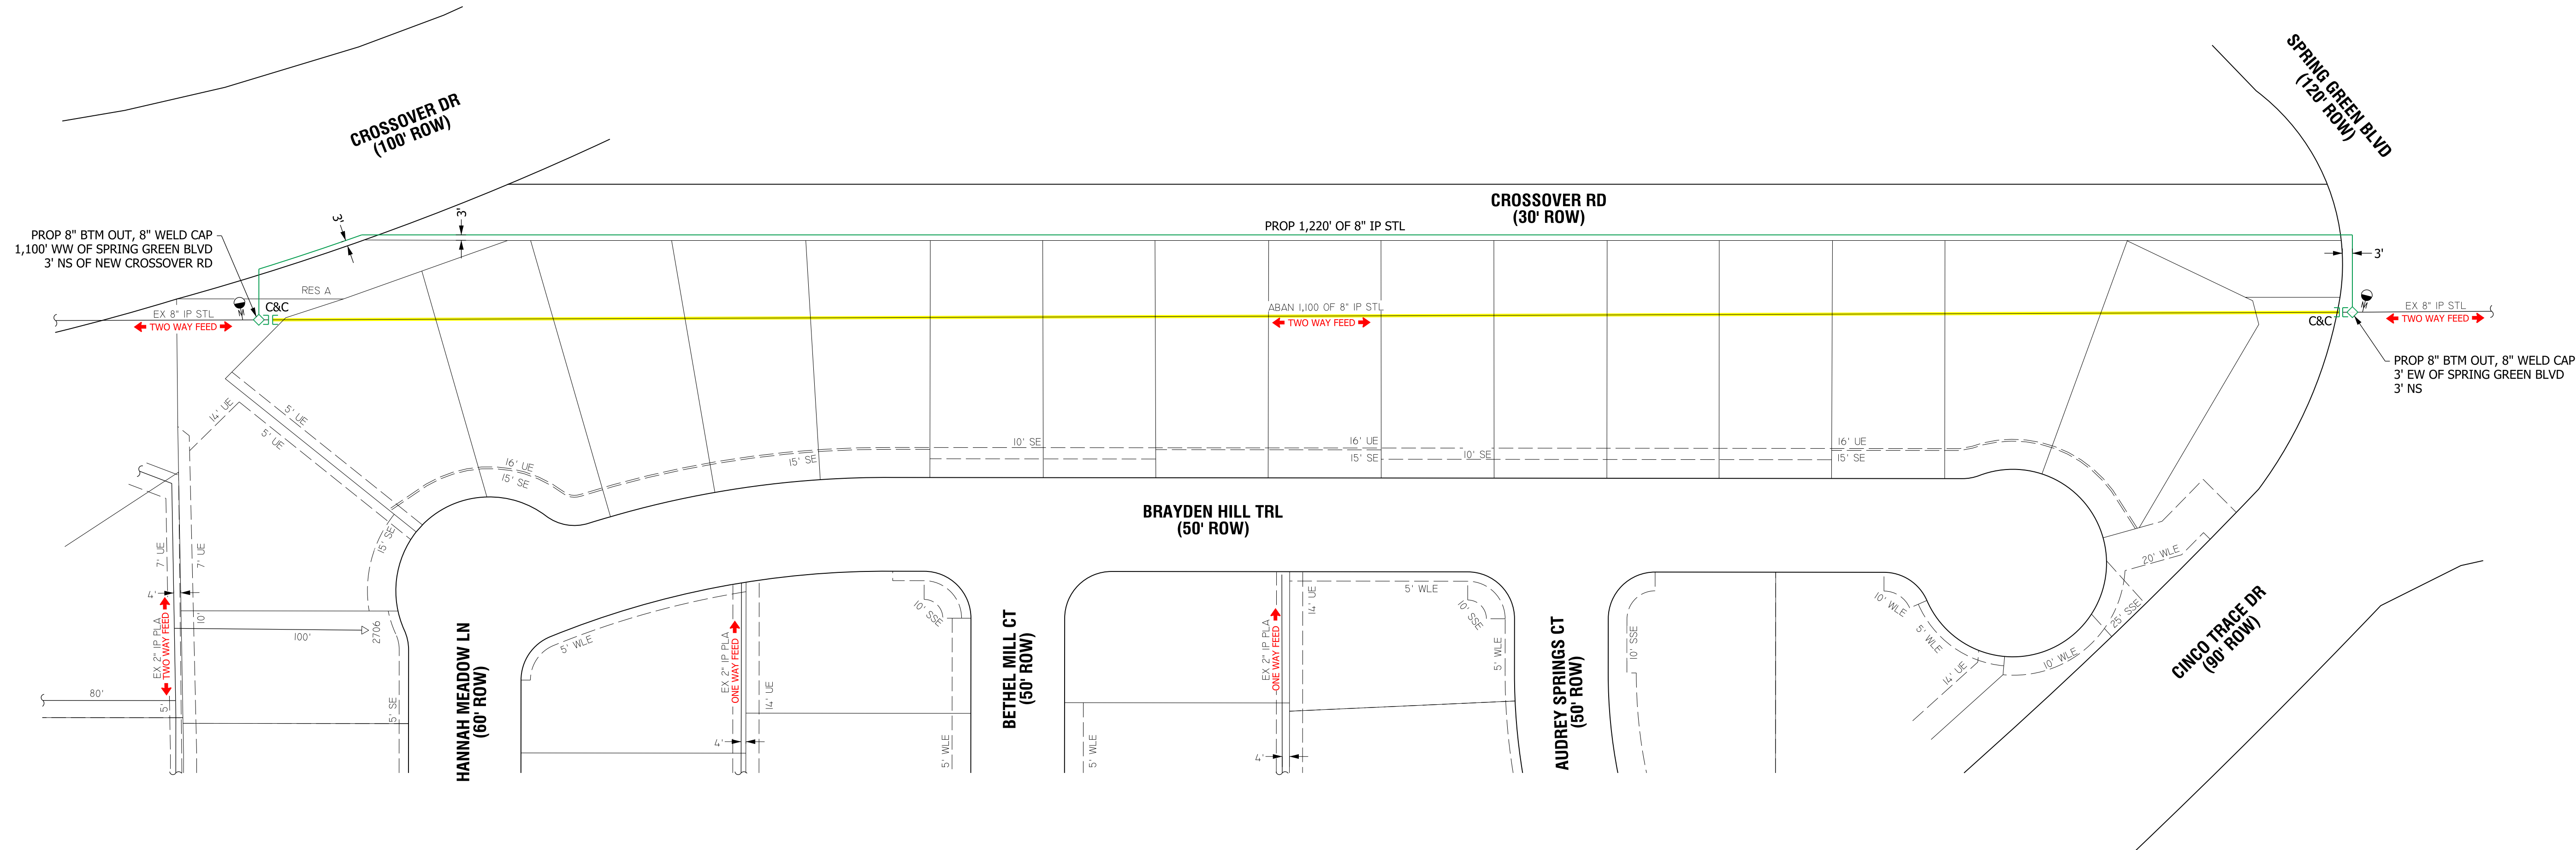 CROSSOVER DR
(100' ROW)
SPRING GREEN BLVD
(120' ROW)
CROSSOVER RD
(30' ROW)
PROP 1,220' OF 8" IP STL
3'
3'
3'
PROP 8" BTM OUT, 8" WELD CAP
1,100' WW OF SPRING GREEN BLVD
3' NS OF NEW CROSSOVER RD
RES A
C&C
M
EX 8" IP STL
TWO WAY FEED
ABAN 1,100 OF 8" IP STL
TWO WAY FEED
M
C&C
EX 8" IP STL
TWO WAY FEED
PROP 8" BTM OUT, 8" WELD CAP
3' EW OF SPRING GREEN BLVD
3' NS
14' UE
5' UE
5' UE
16' UE
15' SE
15' SE
10' SE
16' UE
15' SE
10' SE
16' UE
15' SE
15' SE
BRAYDEN HILL TRL
(50' ROW)
7' UE
7' UE
4'
10'
EX 2" IP PLA
TWO WAY FEED
5'
80'
100'
2706
5' SE
HANNAH MEADOW LN
(60' ROW)
5' WLE
EX 2" IP PLA
ONE WAY FEED
14' UE
4'
10' SSE
5' WLE
BETHEL MILL CT
(50' ROW)
5' WLE
EX 2" IP PLA
ONE WAY FEED
14' UE
4'
5' WLE
10' SSE
5' WLE
AUDREY SPRINGS CT
(50' ROW)
10' SSE
10' WLE
5' WLE
14' UE
10' WLE
25' SSE
20' WLE
CINCO TRACE DR
(90' ROW)